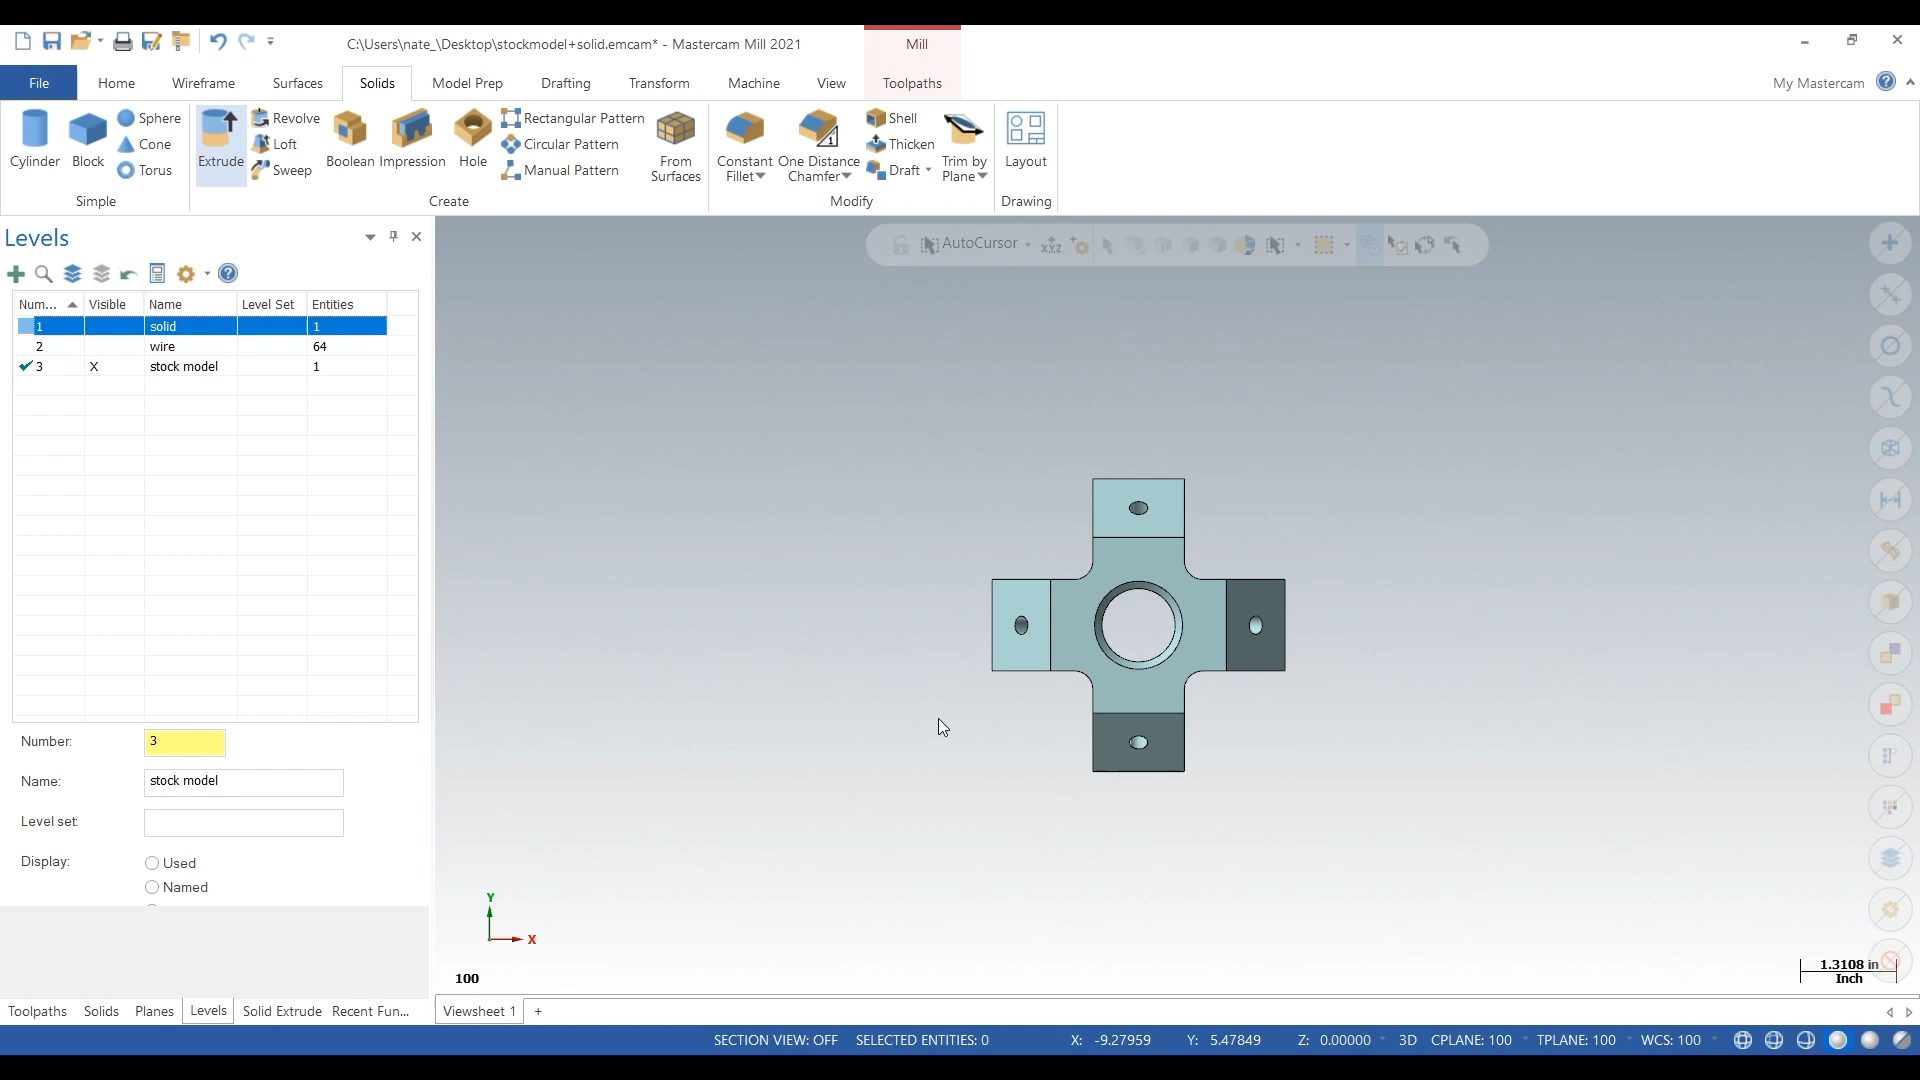 C:\Users\nate_\Desktop\stockmodel+solid.emcam* - Mastercam Mill 2021
Mill
File Home Wireframe Surfaces Solids Model Prep Drafting Transform Machine View Toolpaths My Mastercam
Cylinder
Block
Sphere
Cone
Torus
Simple
Extrude
Revolve
Loft
Sweep
Boolean
Impression
Hole
Rectangular Pattern
Circular Pattern
Manual Pattern
From
Surfaces
Create
Constant
Fillet
One Distance
Chamfer
Shell
Thicken
Draft
Trim by
Plane
Modify
Layout
Drawing
Levels
AutoCursor
Num... Visible Name Level Set Entities
1 solid 1
2 wire 64
3 X stock model 1
Number: 3
Name: stock model
Level set:
Display: Used
Named
Y
X
100
1.3108 in
Inch
Toolpaths Solids Planes Levels Solid Extrude Recent Fun...
Viewsheet 1 +
SECTION VIEW: OFF SELECTED ENTITIES: 0 X: -9.27959 Y: 5.47849 Z: 0.00000 3D CPLANE: 100 TPLANE: 100 WCS: 100